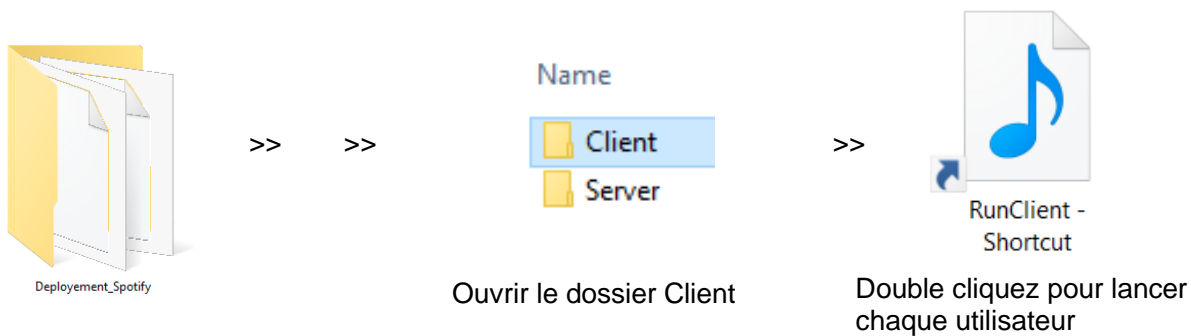 Name
Client
>> >> >>
Server
RunClient -
Shortcut
Deployement_Spotify
Ouvrir le dossier Client
Double cliquez pour lancer
chaque utilisateur